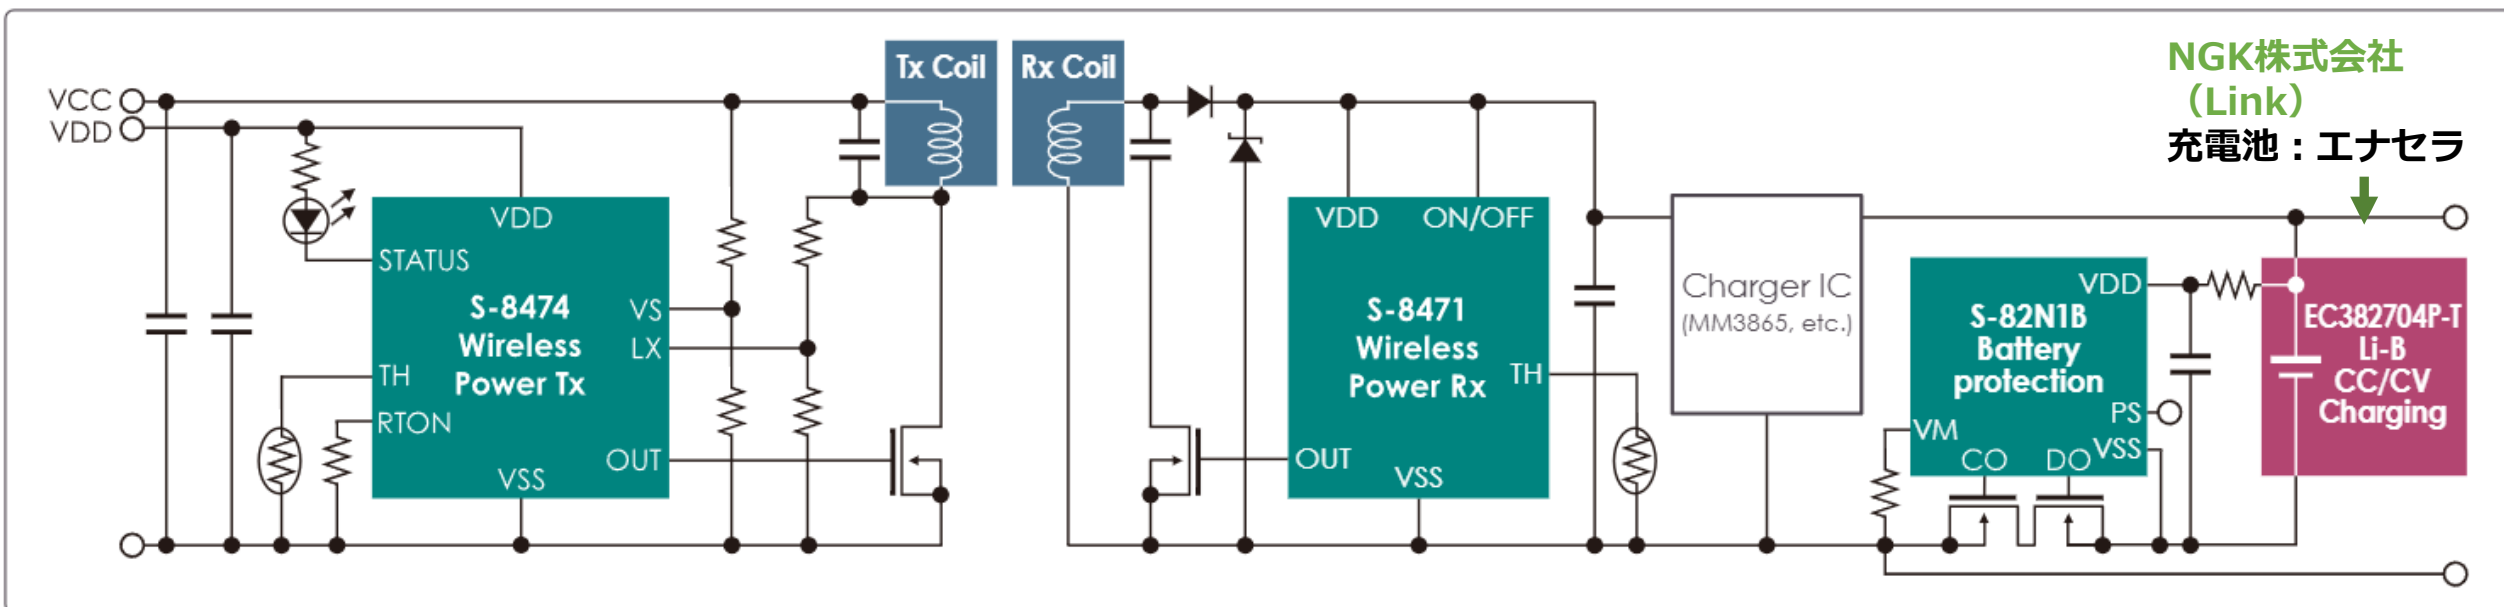 VCC
VDD
STATUS
VDD
S-8474
Wireless
Power Tx
VS
LX
TH
RTON
OUT
VSS
Tx Coil
Rx Coil
VDD
ON/OFF
S-8471
Wireless
Power Rx
TH
OUT
VSS
Charger IC
(MM3865, etc.)
VDD
S-82N1B
Battery
protection
PS
VM
VSS
CO
DO
NGK株式会社
（Link）
充電池：エナセラ
EC382704P-T
Li-B
CC/CV
Charging